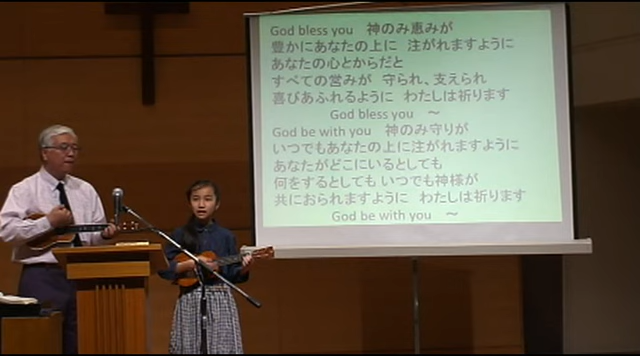 God bless you　神のみ恵みが
豊かにあなたの上に　注がれますように
あなたの心とからだと
すべての営みが　守られ、支えられ
喜びあふれるように　わたしは祈ります
God bless you　～
God be with you　神のみ守りが
いつでもあなたの上に注がれますように
あなたがどこにいるとしても
何をするとしても いつでも神様が
共におられますように　わたしは祈ります
God be with you　～